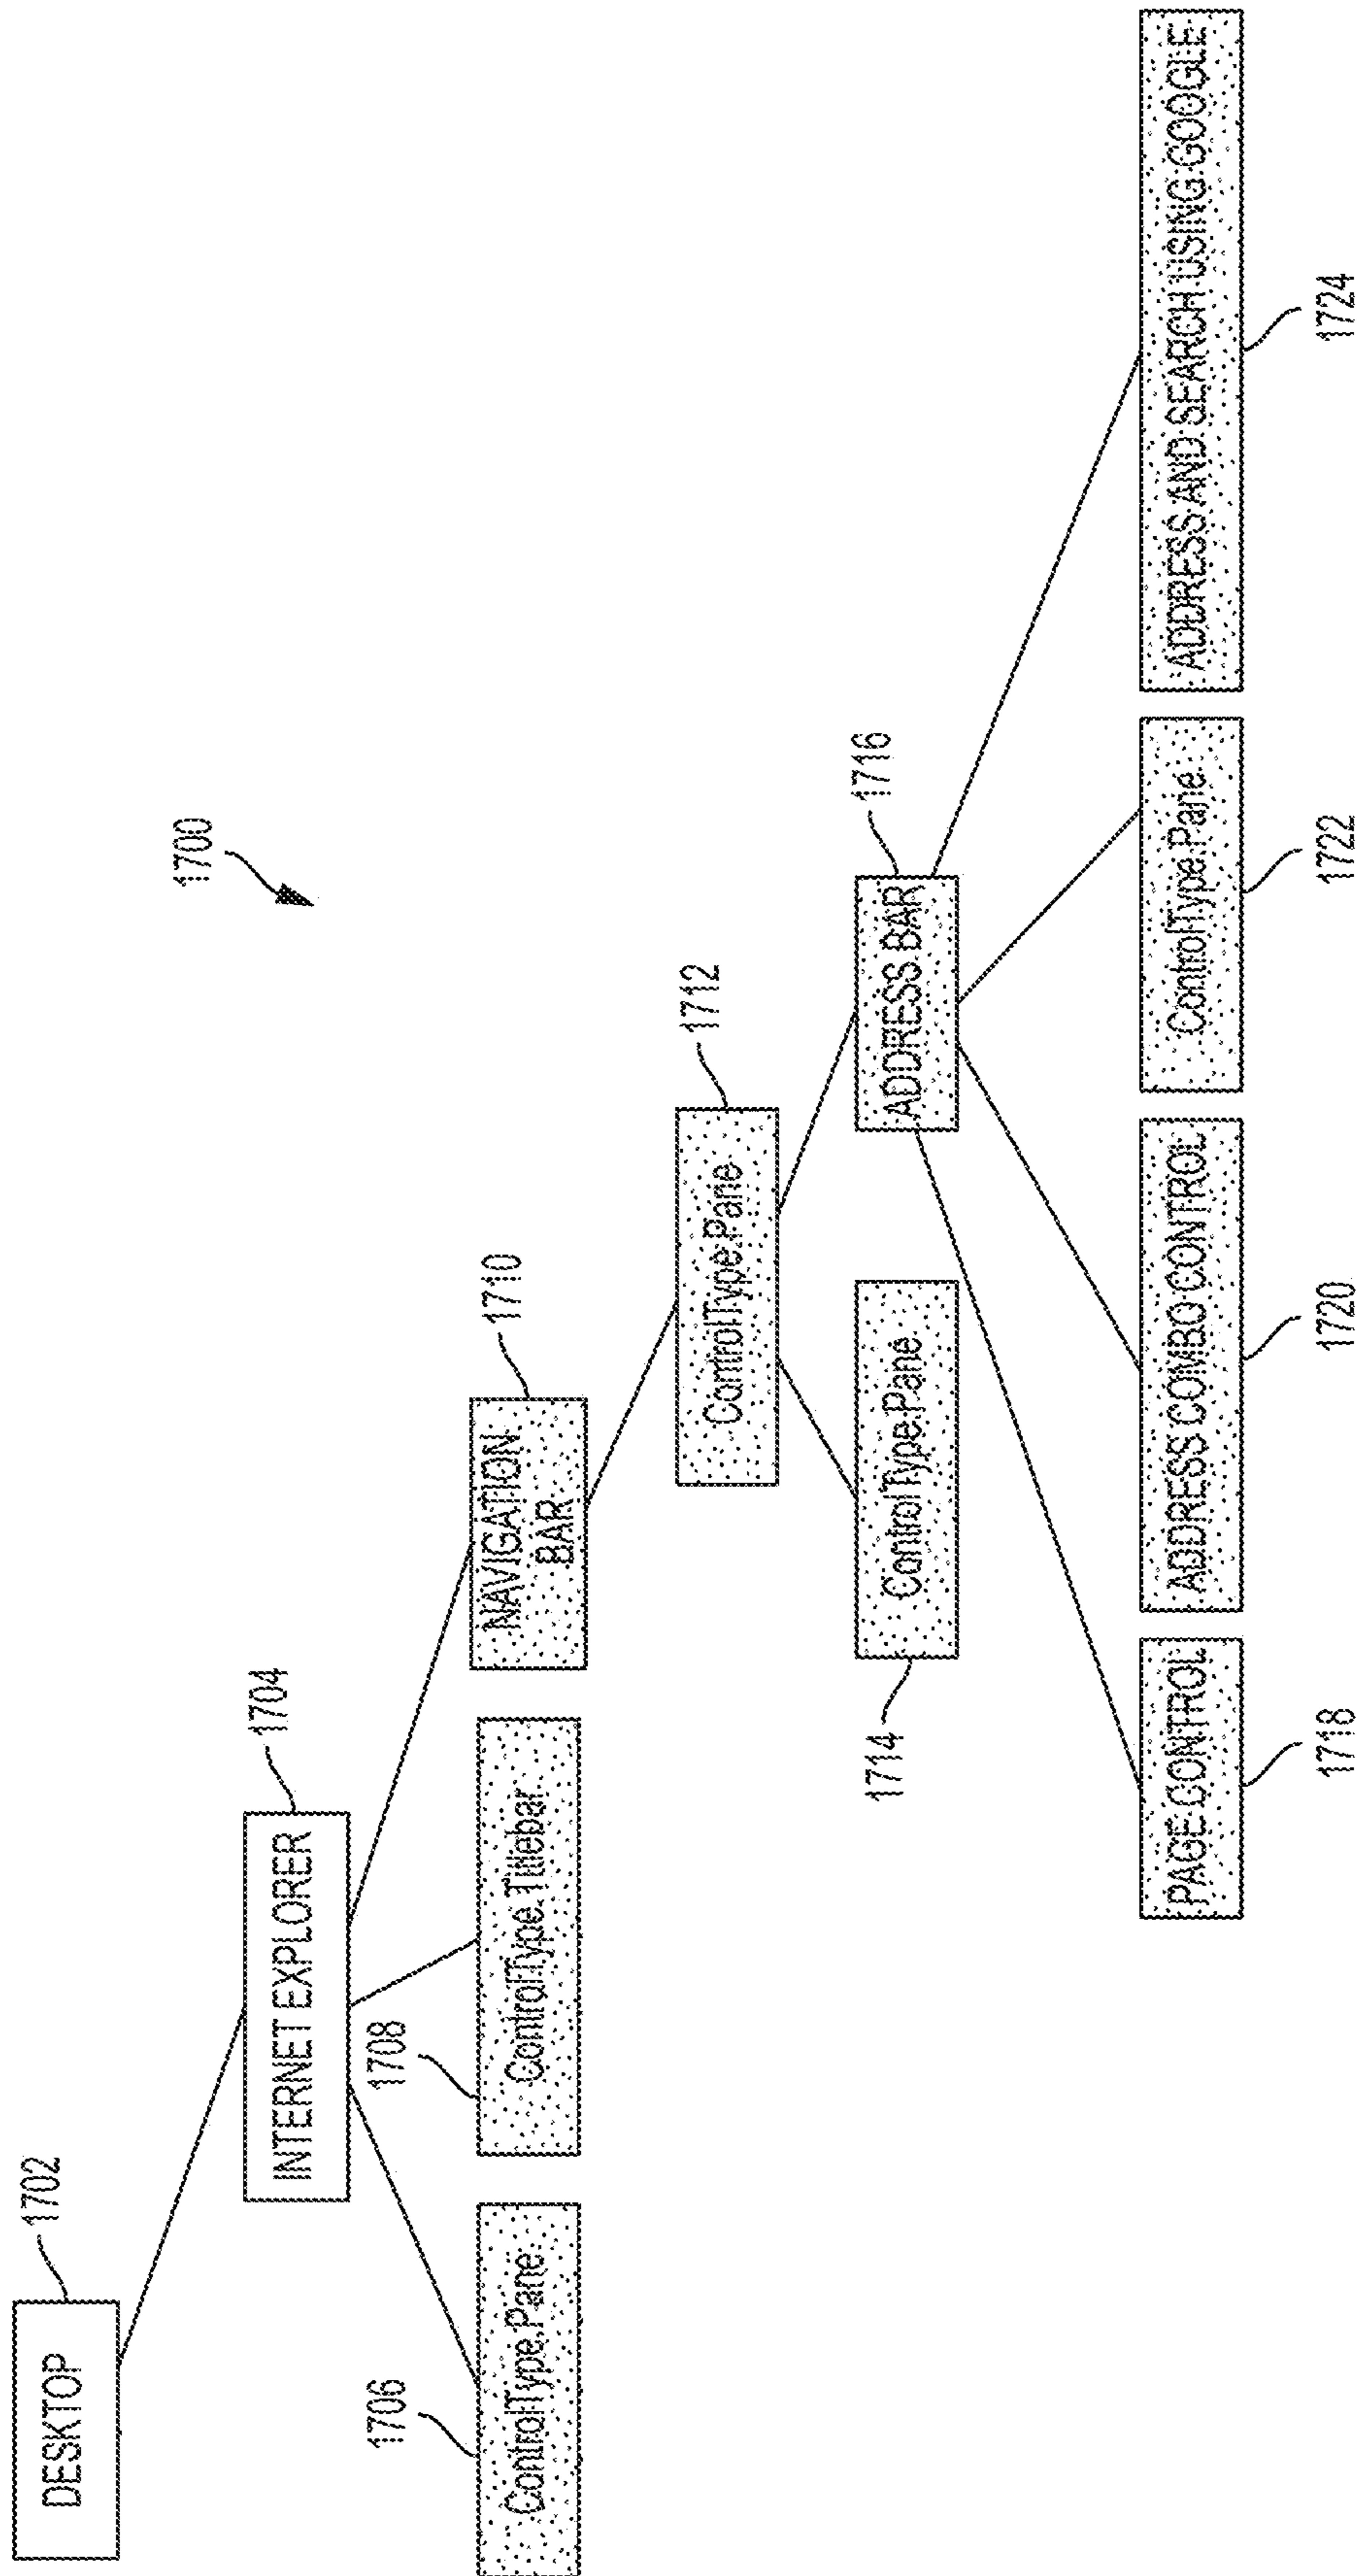 1700
DESKTOP
1702
INTERNET EXPLORER
1704
1706
ControlType.Pane
1708
ControlType.Titlebar
NAVIGATION
BAR
1710
ControlType.Pane
1712
1714
ControlType.Pane
ADDRESS BAR
1716
PAGE CONTROL
1718
ADDRESS COMBO CONTROL
1720
ControlType.Pane
1722
ADDRESS AND SEARCH USING GOOGLE
1724